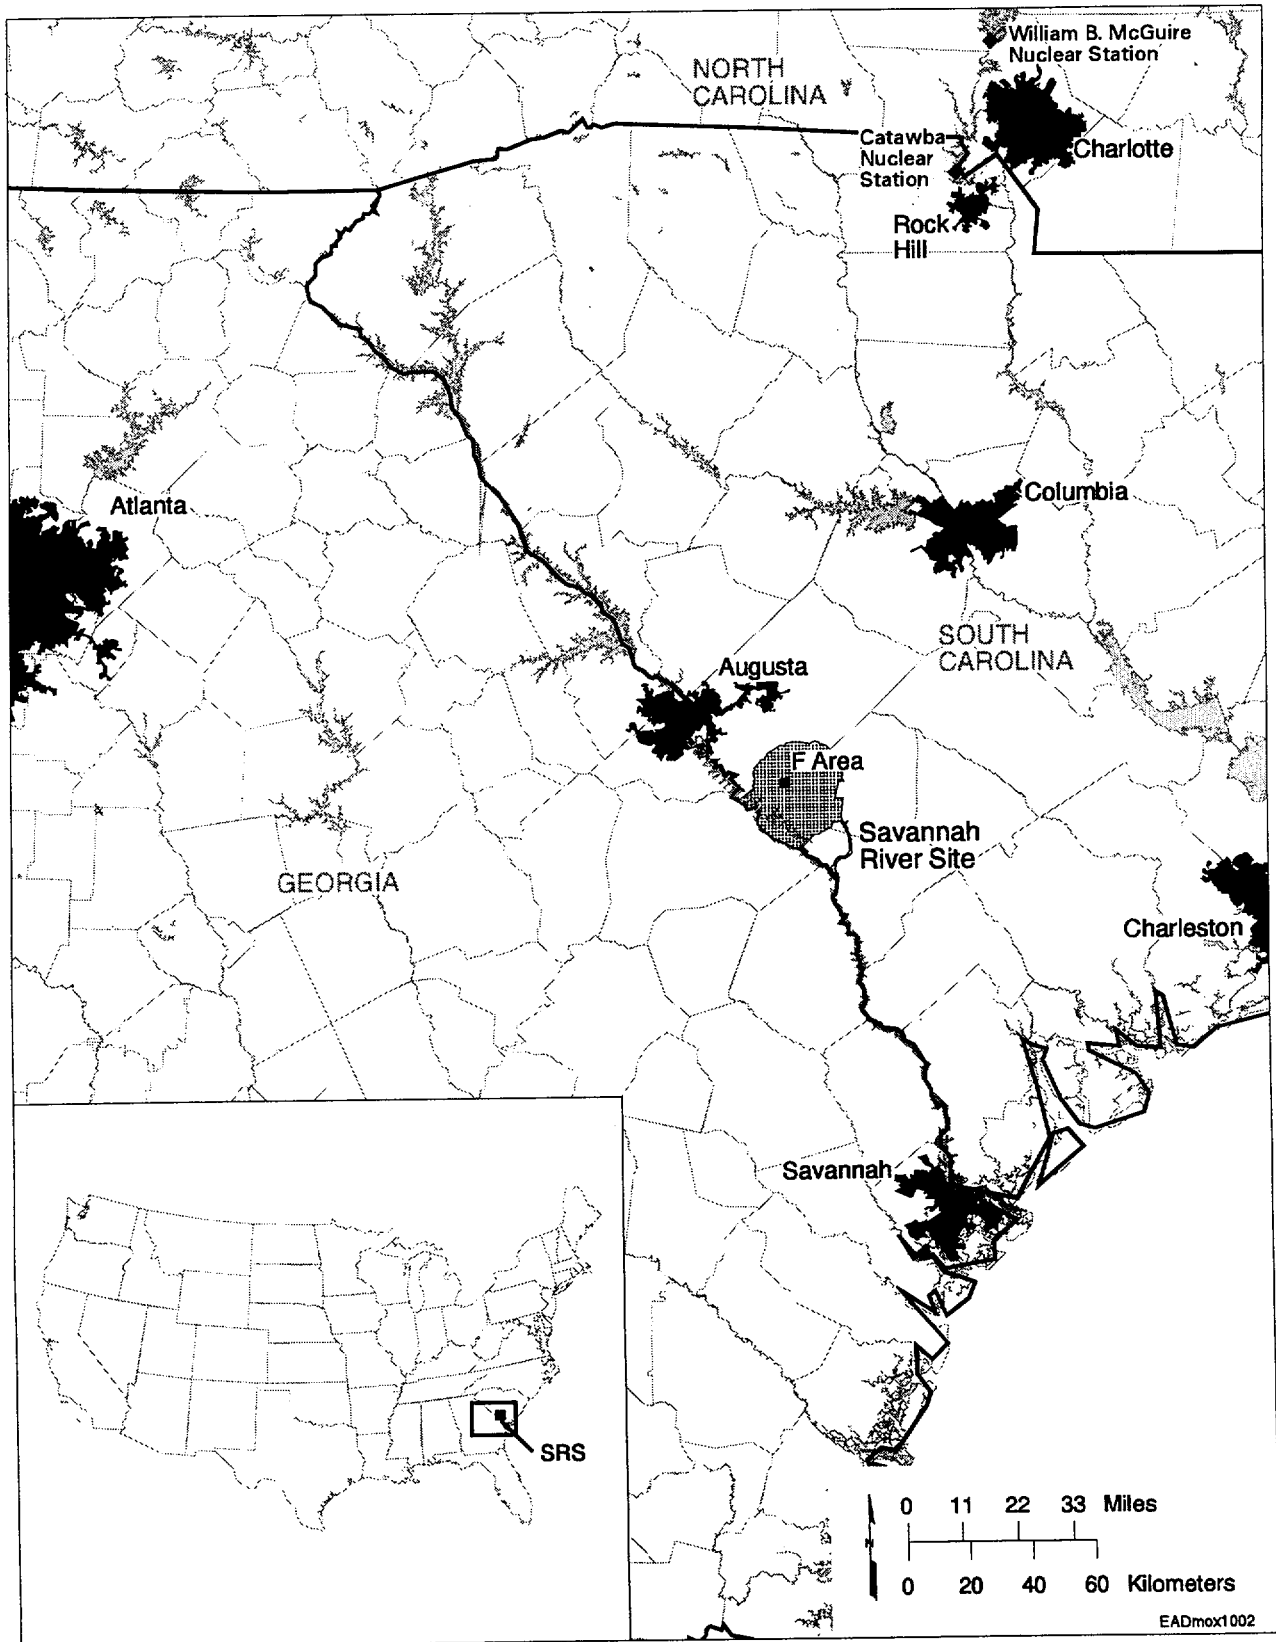 William B. McGuire
Nuclear Station
NORTH
CAROLINA
Catawba
Nuclear
Station
Charlotte
Rock
Hill
Atlanta
Columbia
SOUTH
CAROLINA
Augusta
F Area
Savannah
River Site
GEORGIA
Charleston
Savannah
SRS
0 11 22 33 Miles
N
0 20 40 60 Kilometers
EADmox1002